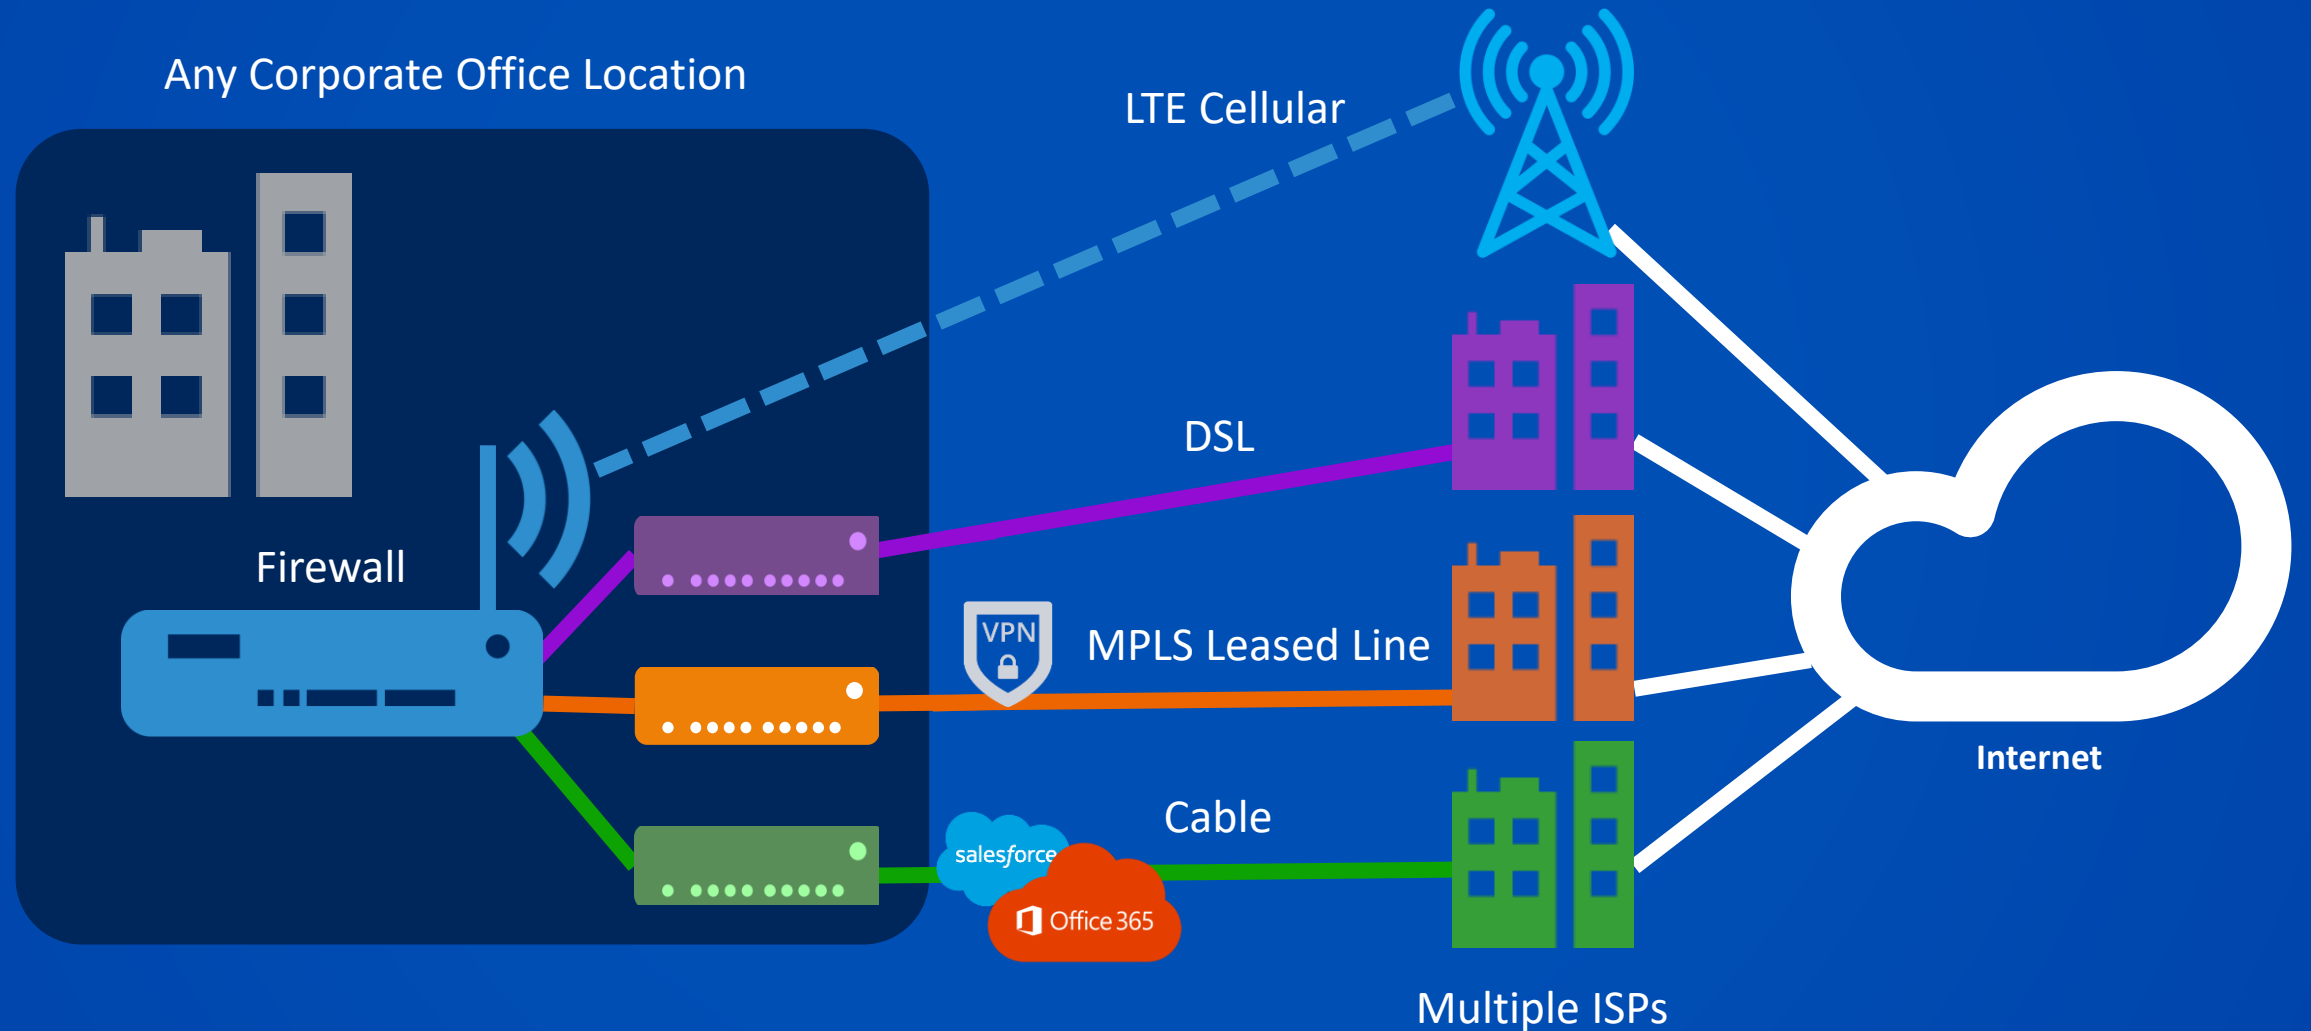 Any Corporate Office Location
LTE Cellular
DSL
Firewall
VPN
MPLS Leased Line
Internet
Cable
salesforce
Office 365
Multiple ISPs